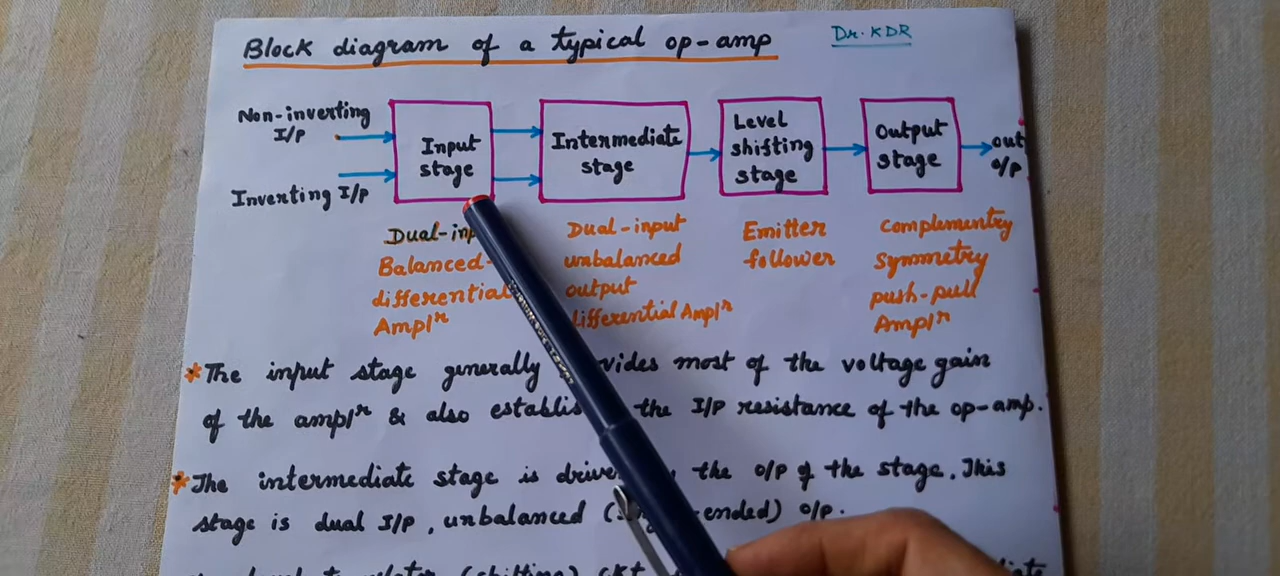 Block diagram of a typical op-amp
Dr. KDR
Non-inverting
I/P
Inverting I/P
Input
stage
Intermediate
stage
Level
shifting
stage
Output
stage
out
O/P
Dual-inp
Balanced-
differential
Ampl^r
Dual-input
unbalanced
output
differential Ampl^r
Emitter
follower
Complementry
Symmetry
push-pull
Ampl^r
*The input stage generally vides most of the voltage gain
of the ampl^r & also establis the I/P resistance of the op-amp.
*The intermediate stage is drive the o/p of the stage. This
stage is dual I/P, unbalanced ended) o/p.
(shifting) ckt